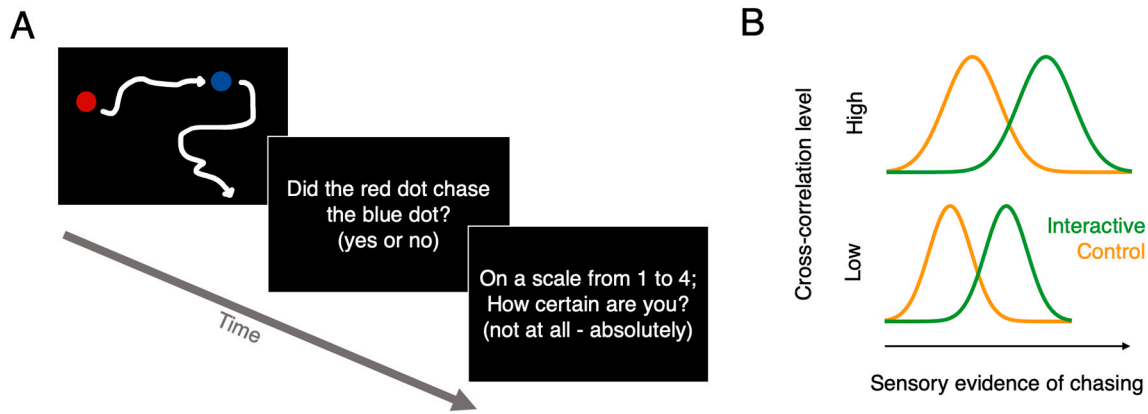 A
Did the red dot chase
the blue dot?
(yes or no)
On a scale from 1 to 4;
How certain are you?
(not at all - absolutely)
Time
B
Cross-correlation level
High
Low
Interactive
Control
Sensory evidence of chasing